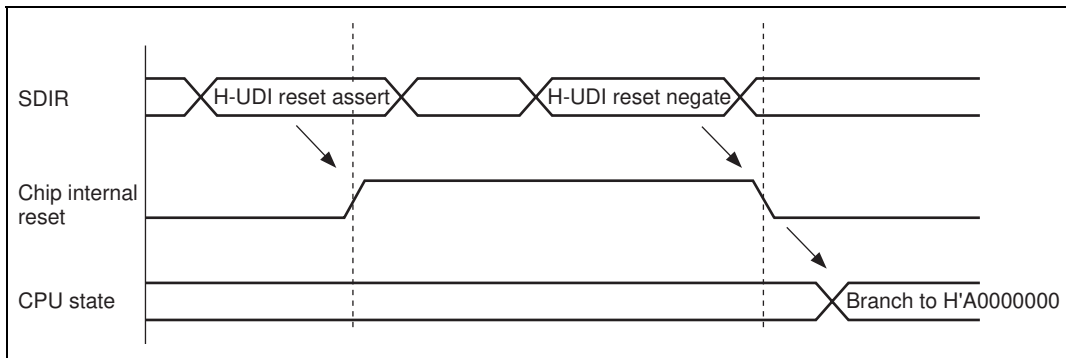 SDIR
H-UDI reset assert
H-UDI reset negate
Chip internal
reset
CPU state
Branch to H'A0000000